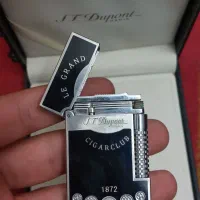 S.T. Dupont
LE GRAND
S.T. Dupont
CIGARCLUB
1872